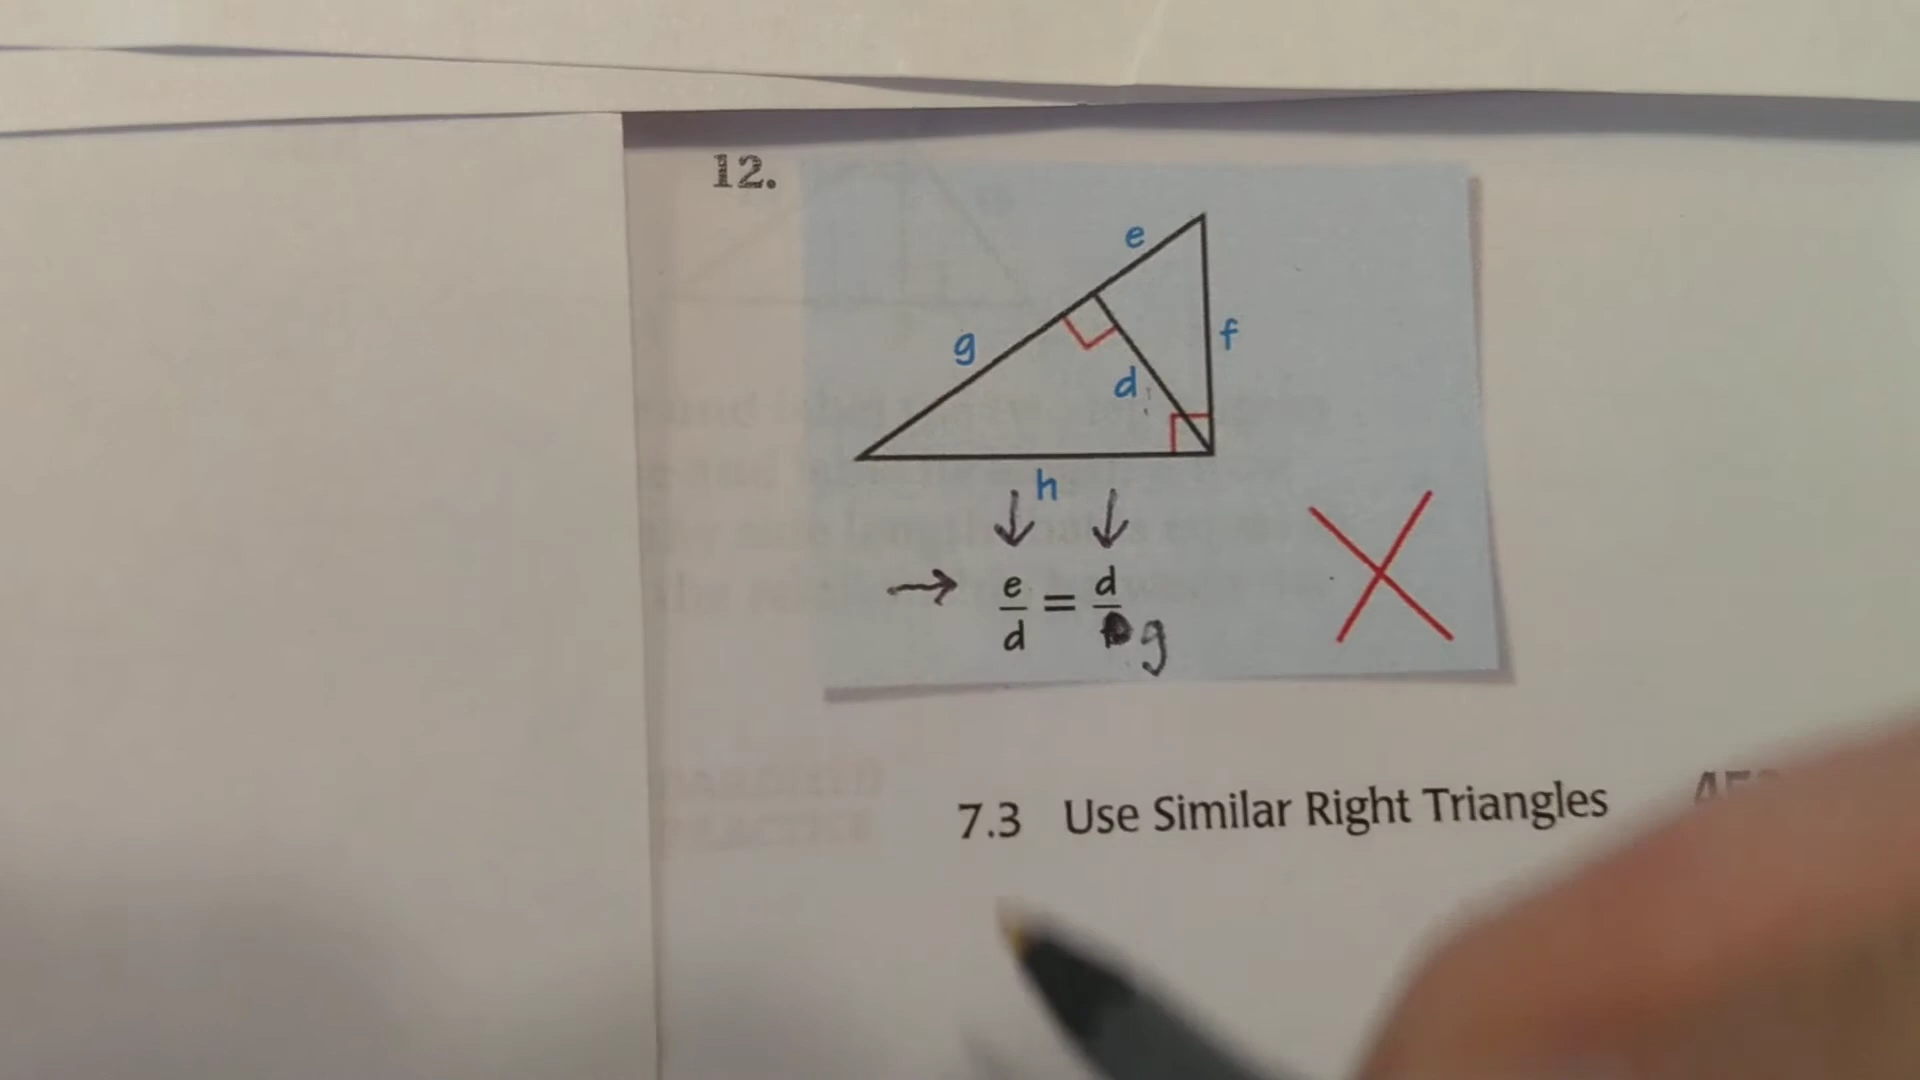 12.
e
g
f
d
h
e/d = d/ g
7.3 Use Similar Right Triangles